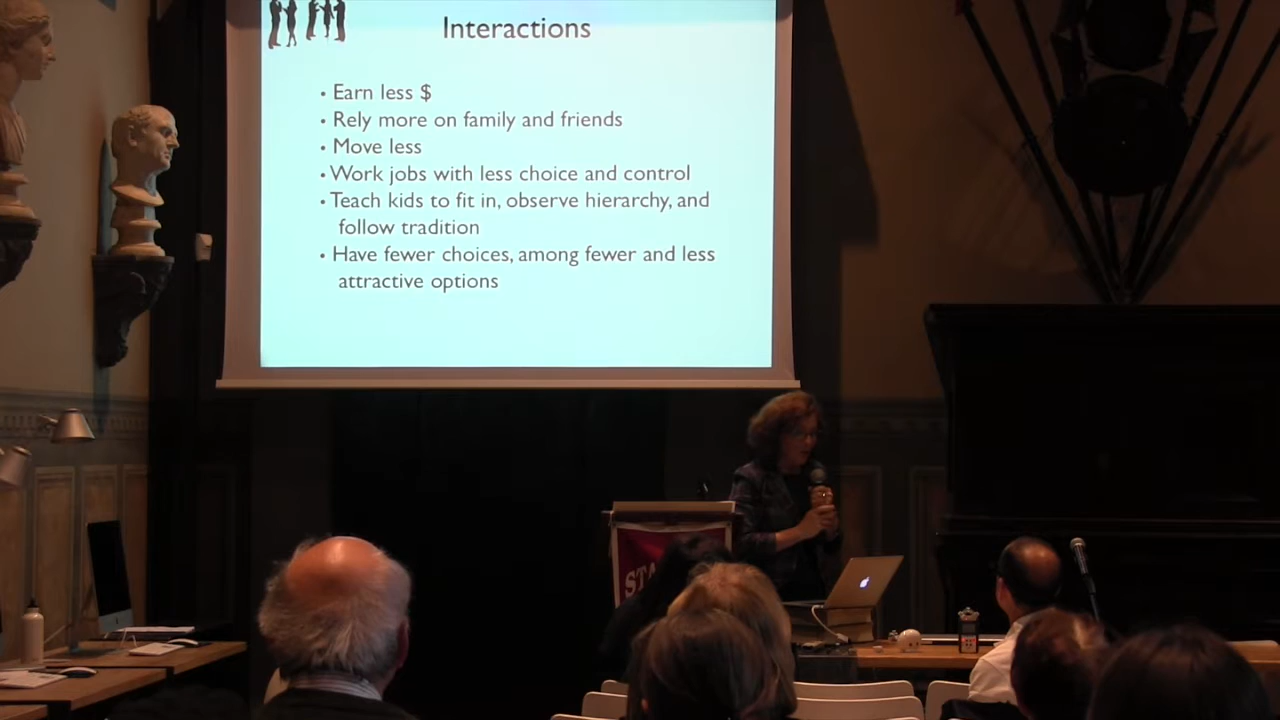 Interactions
• Earn less $
• Rely more on family and friends
• Move less
• Work jobs with less choice and control
• Teach kids to fit in, observe hierarchy, and
follow tradition
• Have fewer choices, among fewer and less
attractive options
STA